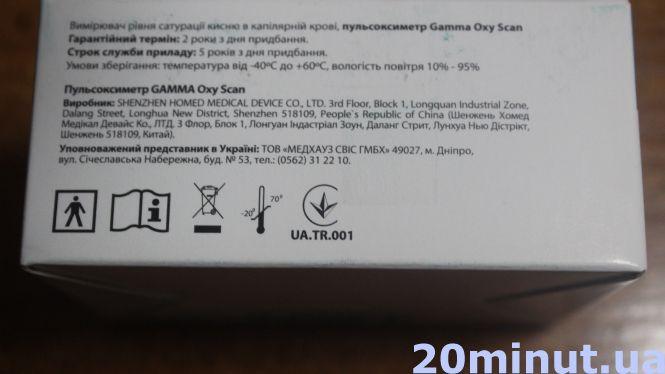 Вимірювач рівня сатурації кисню в капілярній крові, пульсоксиметр Gamma Oxy Scan
Гарантійний термін: 2 роки з дня придбання.
Строк служби приладу: 5 років з дня придбання.
Умови зберігання: температура від -40°C до +60°C, вологість повітря 10% - 95%
Пульсоксиметр GAMMA Oxy Scan
Виробник: SHENZHEN HOMED MEDICAL DEVICE CO., LTD. 3rd Floor, Block 1, Longquan Industrial Zone,
Dalang Street, Longhua New District, Shenzhen 518109, People`s Republic of China (Шенжень Хомед
Медікал Девайс Ко., ЛТД. 3 Флор, Блок 1, Лонгуан Індастріал Зоун, Даланг Стрит, Лунхуа Нью Дістрікт,
Шенжень 518109, Китай).
Уповноважений представник в Україні: ТОВ «МЕДХАУЗ СВІС ГМБХ» 49027, м. Дніпро,
вул. Січеславська Набережна, буд. № 53, тел.: (0562) 31 22 10.
-20° 70°
UA.TR.001
20minut.ua